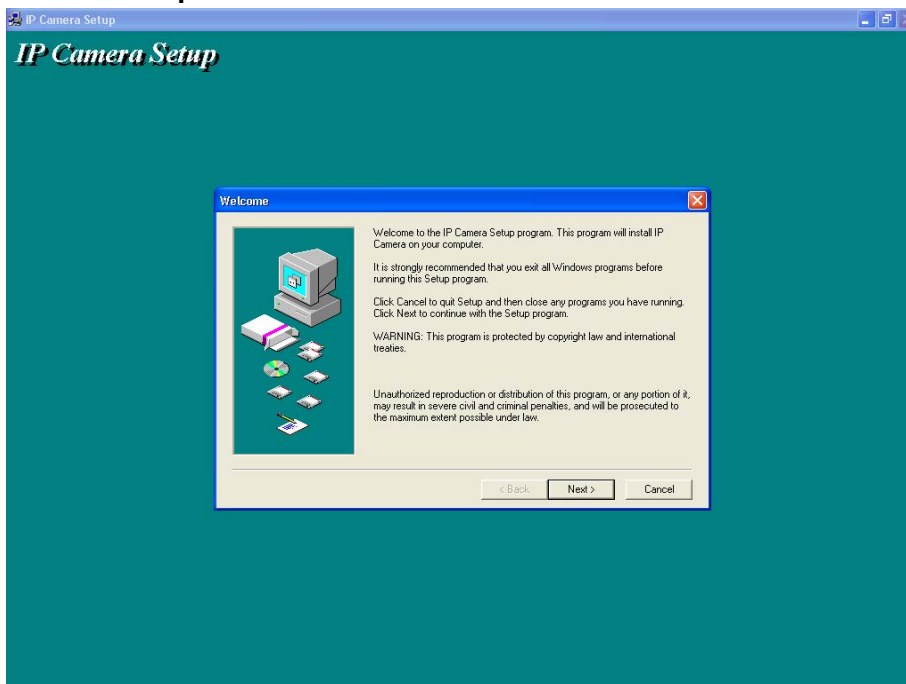 IP Camera Setup
IP Camera Setup
Welcome
Welcome to the IP Camera Setup program. This program will install IP
Camera on your computer.
It is strongly recommended that you exit all Windows programs before
running this Setup program.
Click Cancel to quit Setup and then close any programs you have running.
Click Next to continue with the Setup program.
WARNING: This program is protected by copyright law and international
treaties.
Unauthorized reproduction or distribution of this program, or any portion of it,
may result in severe civil and criminal penalties, and will be prosecuted to
the maximum extent possible under law.
< Back Next > Cancel